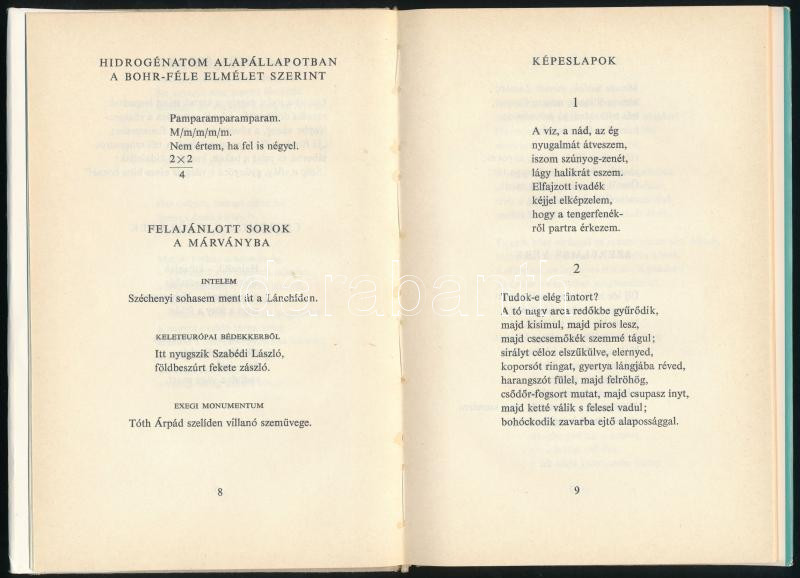 HIDROGÉNATOM ALAPÁLLAPOTBAN
A BOHR-FÉLE ELMÉLET SZERINT
Pamparamparamparam.
M/m/m/m/m.
Nem értem, ha fel is négyel.
2×2
4
FELAJÁNLOTT SOROK
A MÁRVÁNYBA
INTELEM
Széchenyi sohasem ment át a Lánchídon.
KELETEURÓPAI BÉDEKKERBŐL
Itt nyugszik Szabédi László,
földbeszúrt fekete zászló.
EXEGI MONUMENTUM
Tóth Árpád szelíden villanó szemüvege.
8
KÉPESLAPOK
1
A víz, a nád, az ég
nyugalmát átveszem,
iszom szúnyog-zenét,
lágy halikrát eszem.
Elfajzott ivadék
kéjjel elképzelem,
hogy a tengerfenék-
ről partra érkezem.
2
Tudok-e elég fintort?
A tó nagy arca redőkbe gyűrődik,
majd kisimul, majd piros lesz,
majd csecsemőkék szemmé tágul;
sirályt céloz elszűkülve, elernyed,
koporsót ringat, gyertya lángjába réved,
harangszót fülel, majd felröhög,
csődőr-fogsort mutat, majd csupasz ínyt,
majd ketté válik s felesel vadul;
bohóckodik zavarba ejtő alapossággal.
9
darabanth